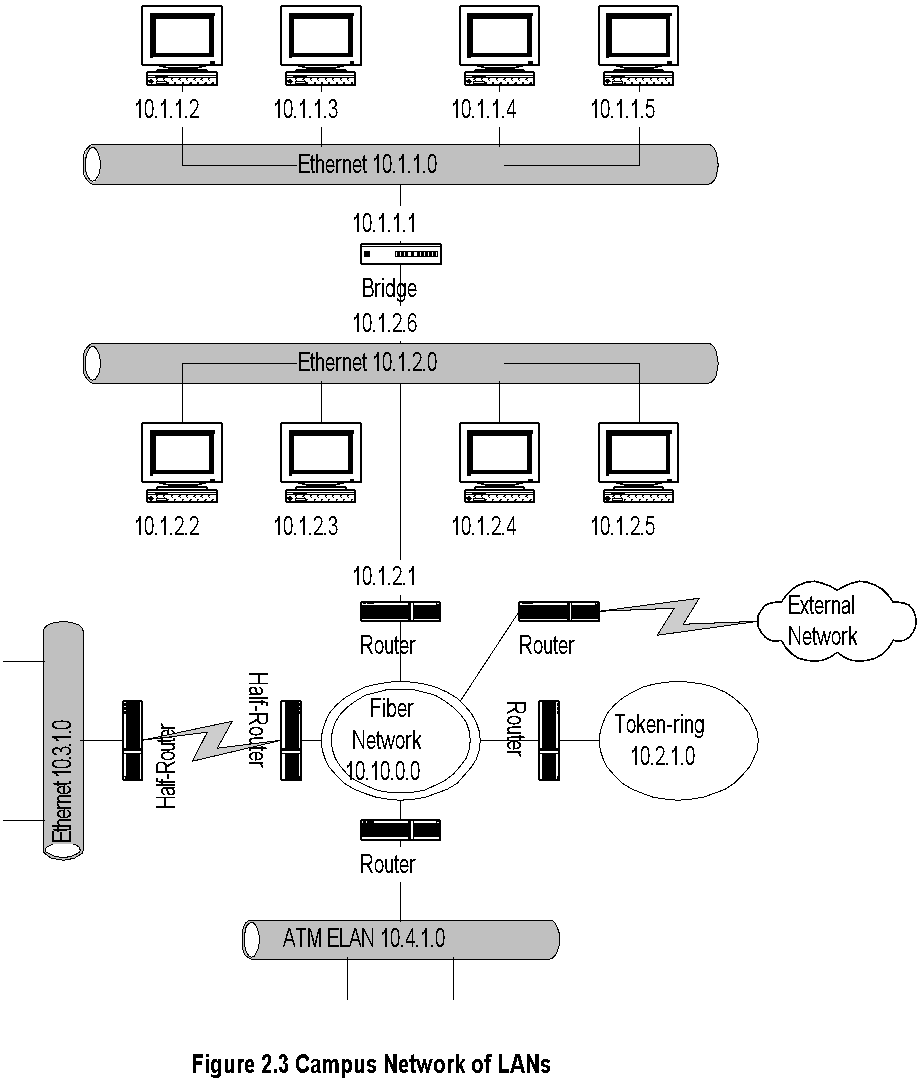 10.1.1.2
10.1.1.3
10.1.1.4
10.1.1.5
Ethernet 10.1.1.0
10.1.1.1
Bridge
10.1.2.6
Ethernet 10.1.2.0
10.1.2.2
10.1.2.3
10.1.2.4
10.1.2.5
10.1.2.1
Router
Router
External
Network
Ethernet 10.3.1.0
Half-Router
Half-Router
Fiber
Network
10.10.0.0
Router
Token-ring
10.2.1.0
Router
ATM ELAN 10.4.1.0
Figure 2.3 Campus Network of LANs